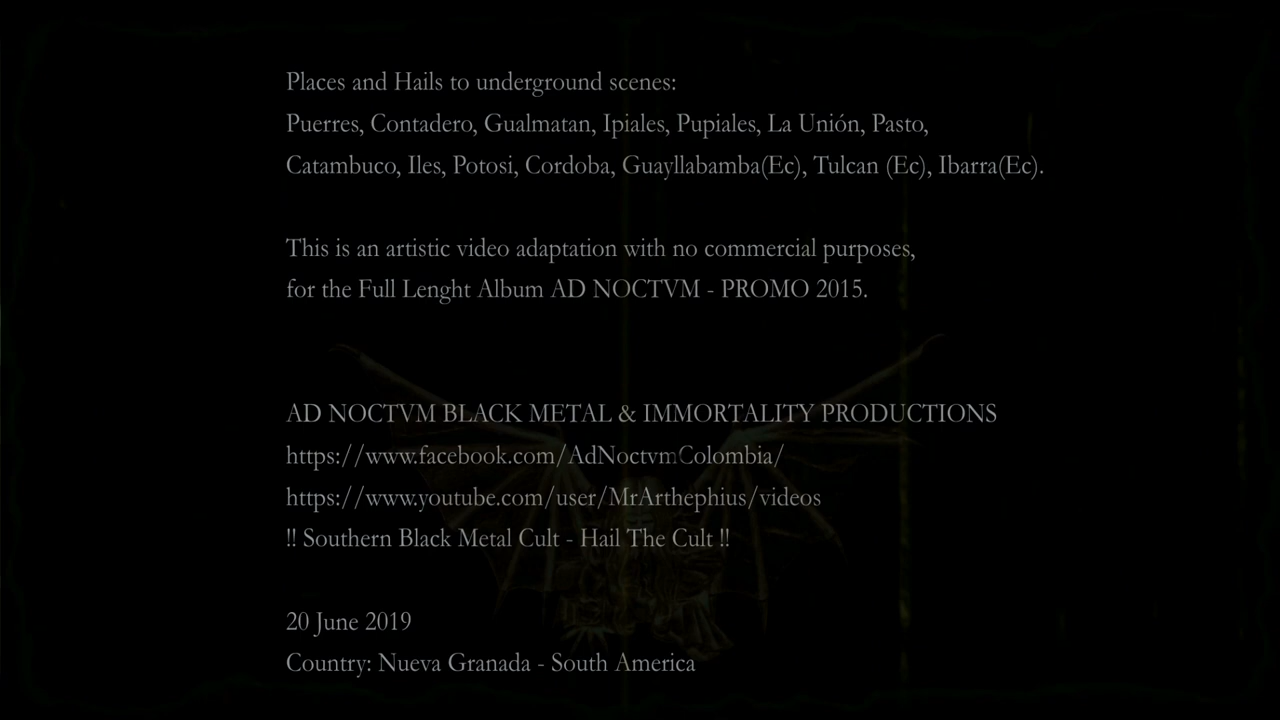 Places and Hails to underground scenes:
Puerres, Contadero, Gualmatan, Ipiales, Pupiales, La Unión, Pasto,
Catambuco, Iles, Potosi, Cordoba, Guayllabamba(Ec), Tulcan (Ec), Ibarra(Ec).
This is an artistic video adaptation with no commercial purposes,
for the Full Lenght Album AD NOCTVM - PROMO 2015.
AD NOCTVM BLACK METAL & IMMORTALITY PRODUCTIONS
https://www.facebook.com/AdNoctvmColombia/
https://www.youtube.com/user/MrArthephius/videos
!! Southern Black Metal Cult - Hail The Cult !!
20 June 2019
Country: Nueva Granada - South America